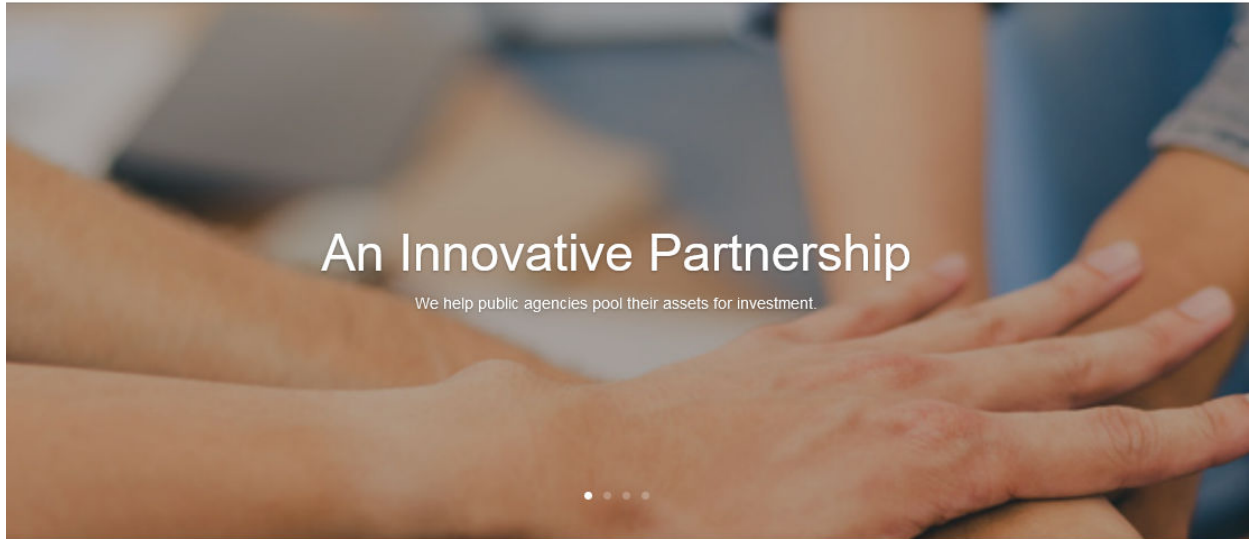 An Innovative Partnership
We help public agencies pool their assets for investment.